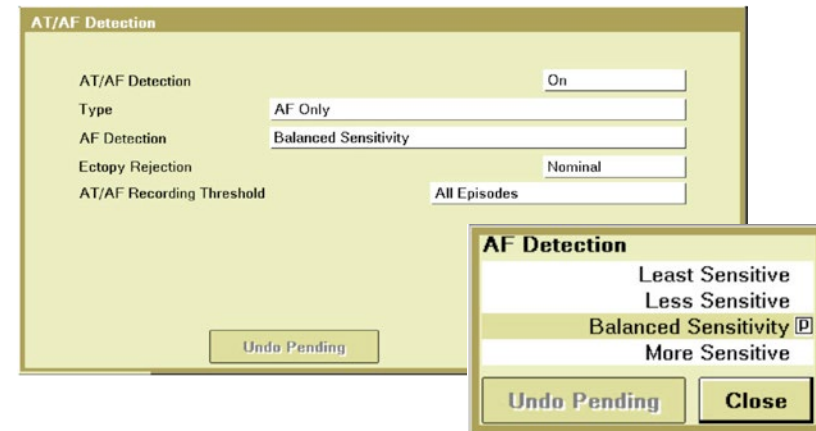 AT/AF Detection
AT/AF Detection On
Type AF Only
AF Detection Balanced Sensitivity
Ectopy Rejection Nominal
AT/AF Recording Threshold All Episodes
Undo Pending
AF Detection
Least Sensitive
Less Sensitive
Balanced Sensitivity P
More Sensitive
Undo Pending Close